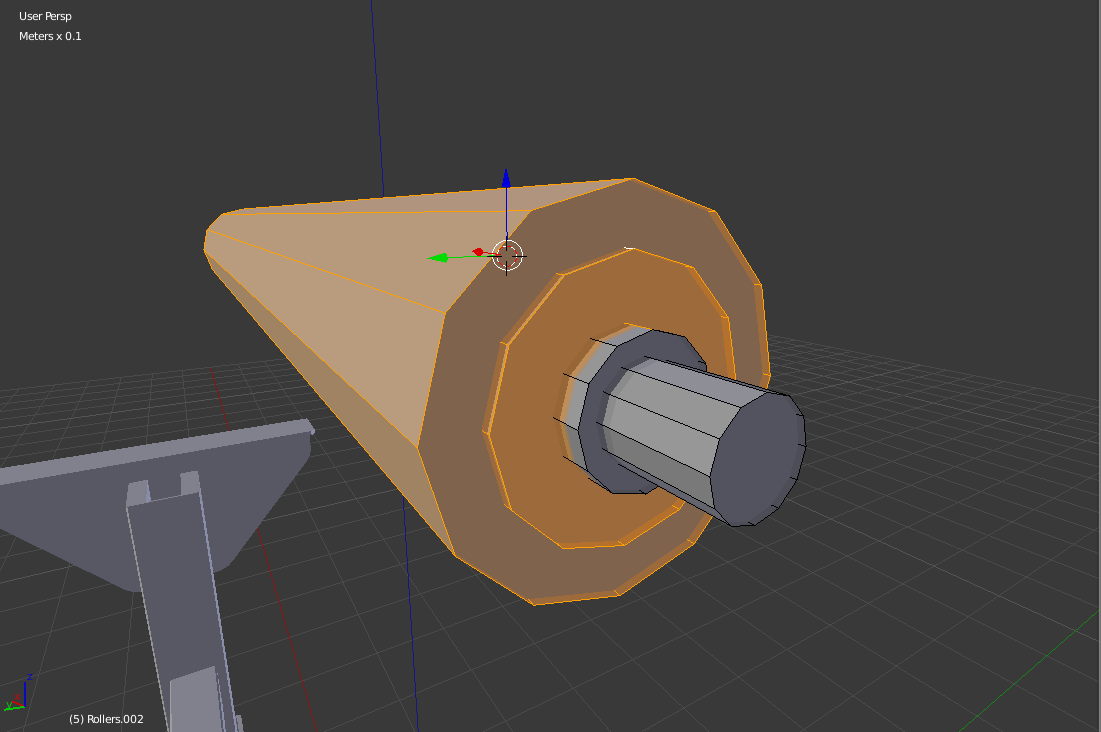 User Persp
Meters x 0.1
z
y
(5) Rollers.002